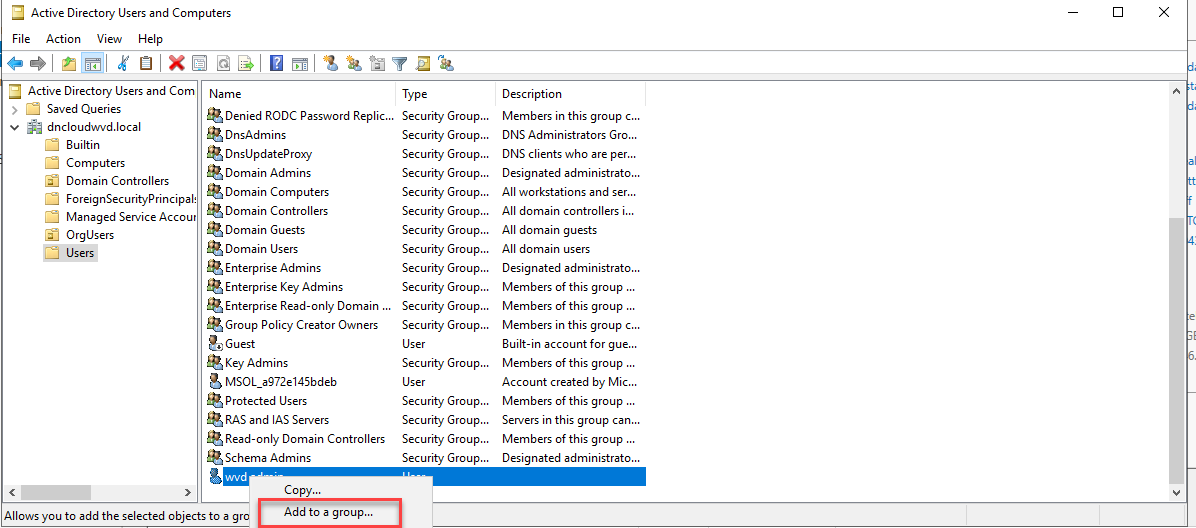 Active Directory Users and Computers
File Action View Help
Active Directory Users and Com
Saved Queries
dncloudwvd.local
Builtin
Computers
Domain Controllers
ForeignSecurityPrincipals
Managed Service Accour
OrgUsers
Users
Name Type Description
Denied RODC Password Replic... Security Group... Members in this group c...
DnsAdmins Security Group... DNS Administrators Gro...
DnsUpdateProxy Security Group... DNS clients who are per...
Domain Admins Security Group... Designated administrato...
Domain Computers Security Group... All workstations and ser...
Domain Controllers Security Group... All domain controllers i...
Domain Guests Security Group... All domain guests
Domain Users Security Group... All domain users
Enterprise Admins Security Group... Designated administrato...
Enterprise Key Admins Security Group... Members of this group ...
Enterprise Read-only Domain ... Security Group... Members of this group ...
Group Policy Creator Owners Security Group... Members in this group c...
Guest User Built-in account for gue...
Key Admins Security Group... Members of this group ...
MSOL_a972e145bdeb User Account created by Mic...
Protected Users Security Group... Members of this group ...
RAS and IAS Servers Security Group... Servers in this group can...
Read-only Domain Controllers Security Group... Members of this group ...
Schema Admins Security Group... Designated administrato...
wvd admin User
Copy...
Add to a group...
Allows you to add the selected objects to a gro